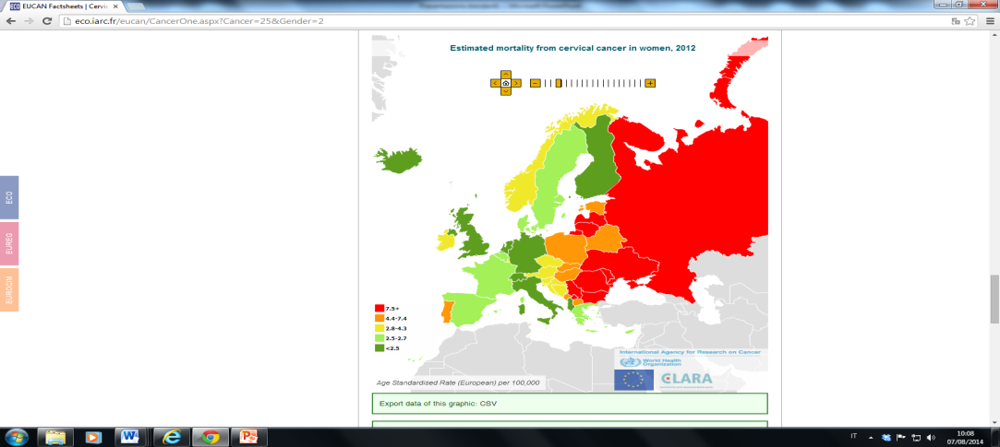 EUCAN Factsheets | Cervic
eco.iarc.fr/eucan/CancerOne.aspx?Cancer=25&Gender=2
Estimated mortality from cervical cancer in women, 2012
ECO
EUREG
EUROCIM
7.5+
4.4-7.4
2.8-4.3
2.5-2.7
<2.5
International Agency for Research on Cancer
World Health
Organization
CLARA
Age Standardised Rate (European) per 100,000
Export data of this graphic: CSV
IT
10:08
07/08/2014